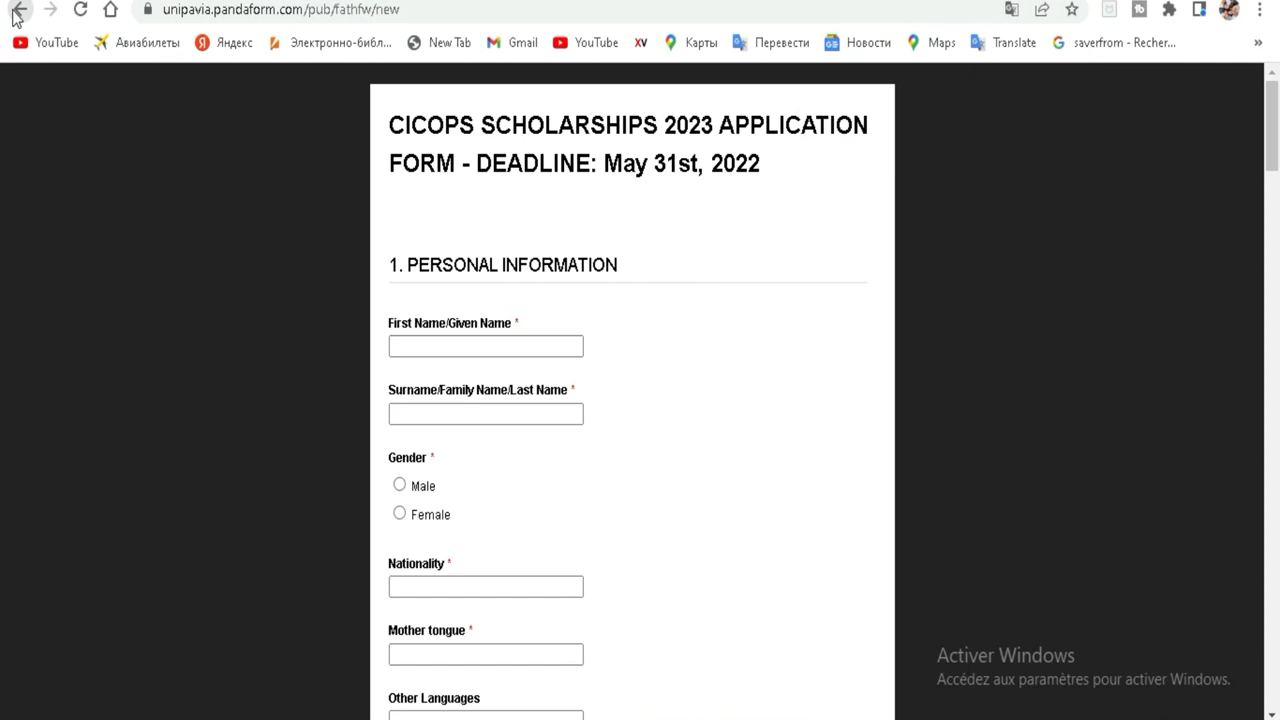 unipavia.pandaform.com/pub/fathfw/new
YouTube Авиабилеты Яндекс Электронно-библ... New Tab Gmail YouTube XV Карты Перевести Новости Maps Translate saverfrom - Recher... »
CICOPS SCHOLARSHIPS 2023 APPLICATION
FORM - DEADLINE: May 31st, 2022
1. PERSONAL INFORMATION
First Name/Given Name *
Surname/Family Name/Last Name *
Gender *
Male
Female
Nationality *
Mother tongue *
Other Languages
Activer Windows
Accédez aux paramètres pour activer Windows.